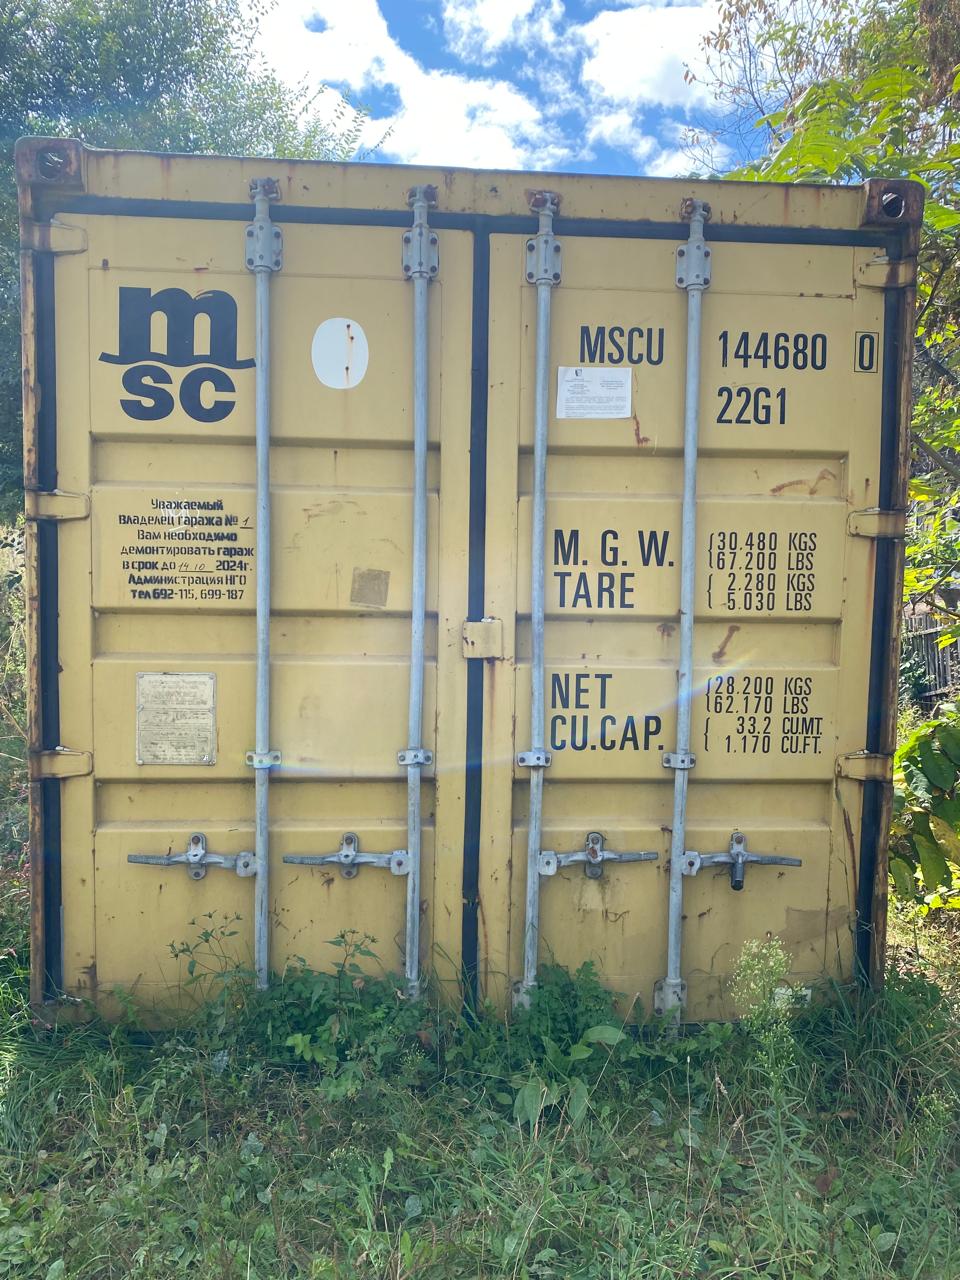 msc
MSCU 144680 0
22G1
Уважаемый
владелец гаража № 1
Вам необходимо
демонтировать гараж
в срок до 14.10 2024г.
Администрация НГО
тел 692-115, 699-187
M. G. W. 30.480 KGS
67.200 LBS
TARE 2.280 KGS
5.030 LBS
NET 28.200 KGS
62.170 LBS
CU.CAP. 33.2 CU.MT.
1.170 CU.FT.